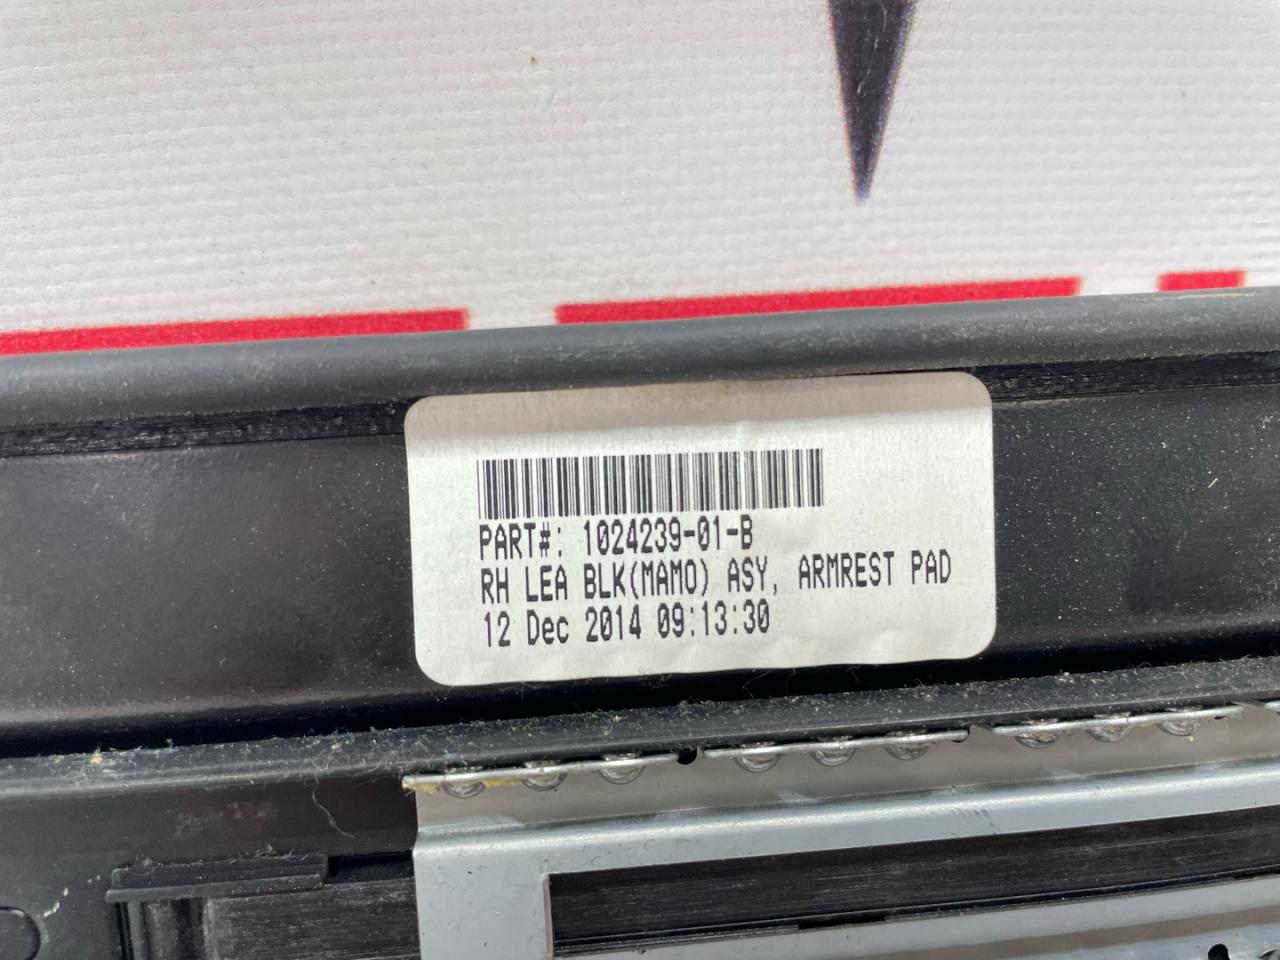 PART#: 1024239-01-B
RH LEA BLK(MAMO) ASY, ARMREST PAD
12 Dec 2014 09:13:30